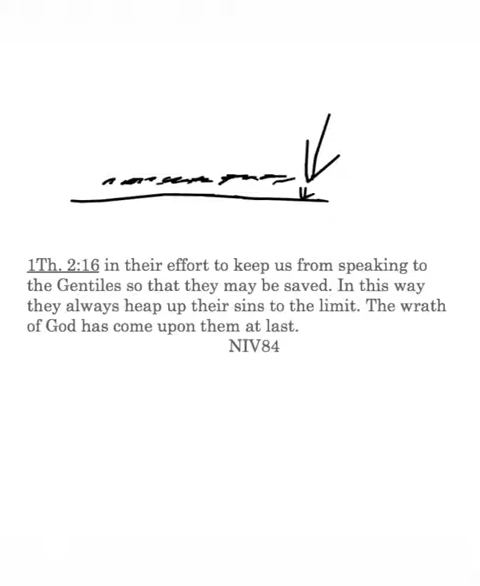 1Th. 2:16 in their effort to keep us from speaking to
the Gentiles so that they may be saved. In this way
they always heap up their sins to the limit. The wrath
of God has come upon them at last.
NIV84